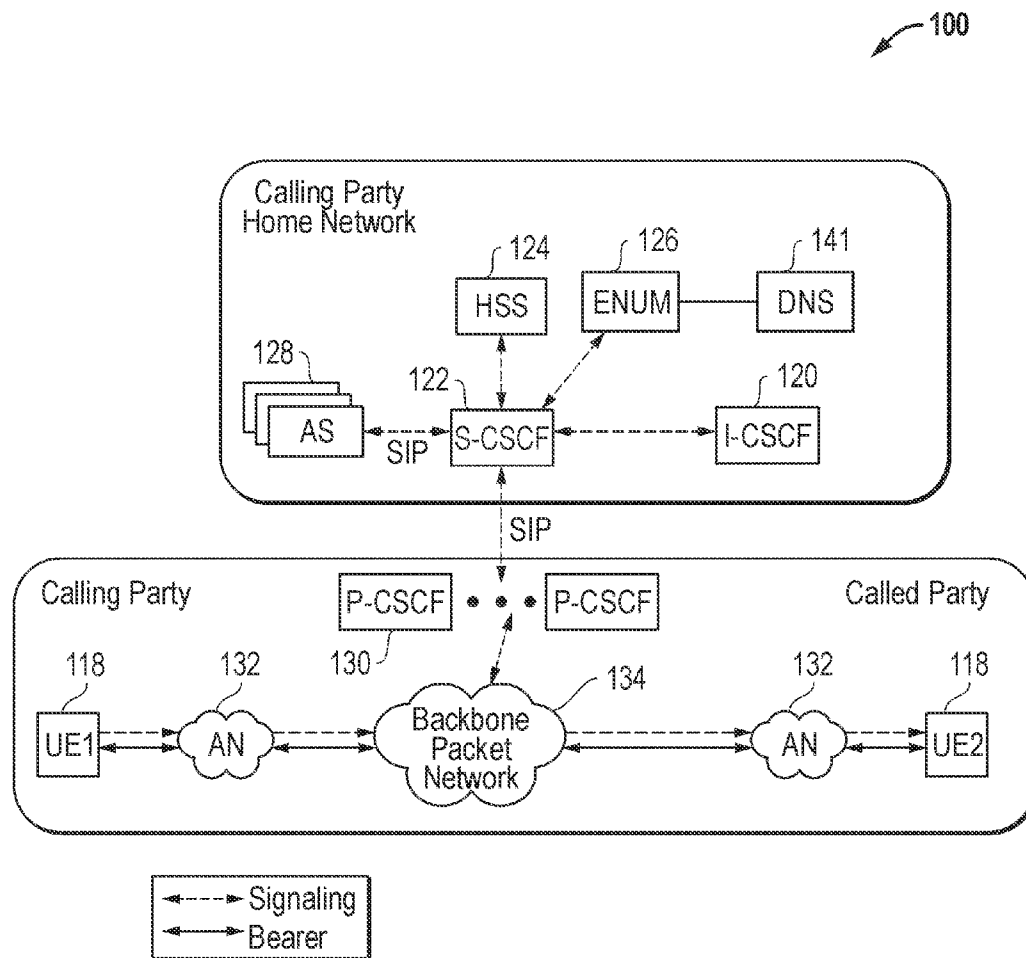 100
Calling Party
Home Network
124
126
141
HSS
ENUM
DNS
128
122
120
AS
SIP
S-CSCF
I-CSCF
SIP
Calling Party
P-CSCF
P-CSCF
Called Party
130
118
132
134
132
118
UE1
AN
Backbone
Packet
Network
AN
UE2
Signaling
Bearer